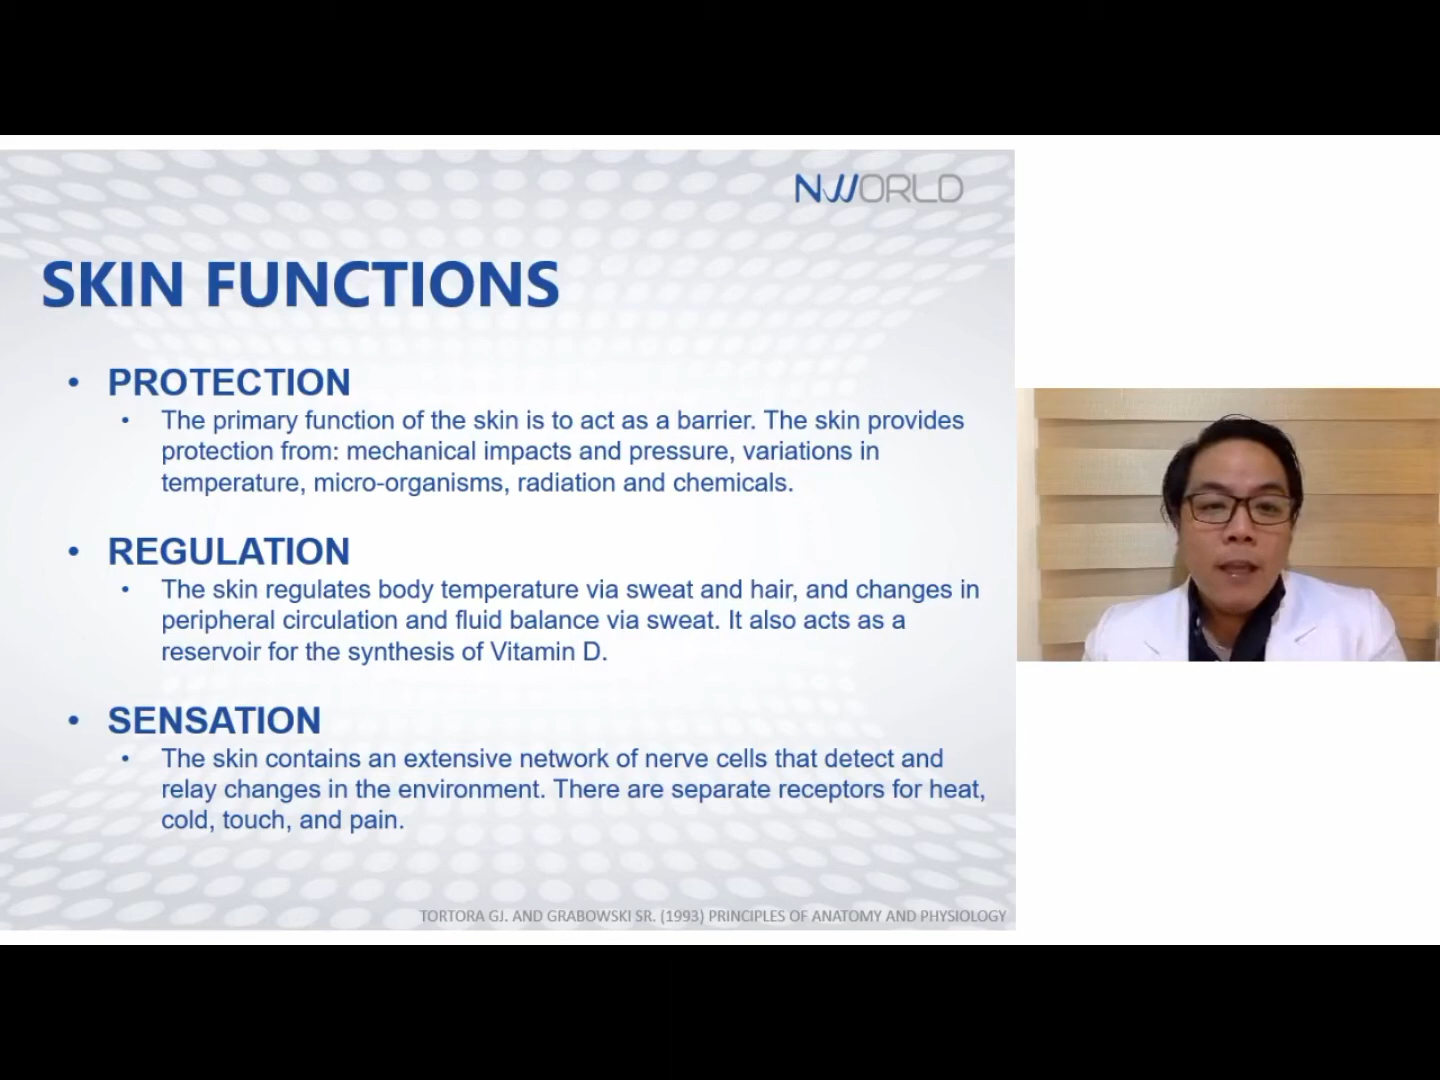 NWORLD
SKIN FUNCTIONS
• PROTECTION
• The primary function of the skin is to act as a barrier. The skin provides
protection from: mechanical impacts and pressure, variations in
temperature, micro-organisms, radiation and chemicals.
• REGULATION
• The skin regulates body temperature via sweat and hair, and changes in
peripheral circulation and fluid balance via sweat. It also acts as a
reservoir for the synthesis of Vitamin D.
• SENSATION
• The skin contains an extensive network of nerve cells that detect and
relay changes in the environment. There are separate receptors for heat,
cold, touch, and pain.
TORTORA GJ. AND GRABOWSKI SR. (1993) PRINCIPLES OF ANATOMY AND PHYSIOLOGY